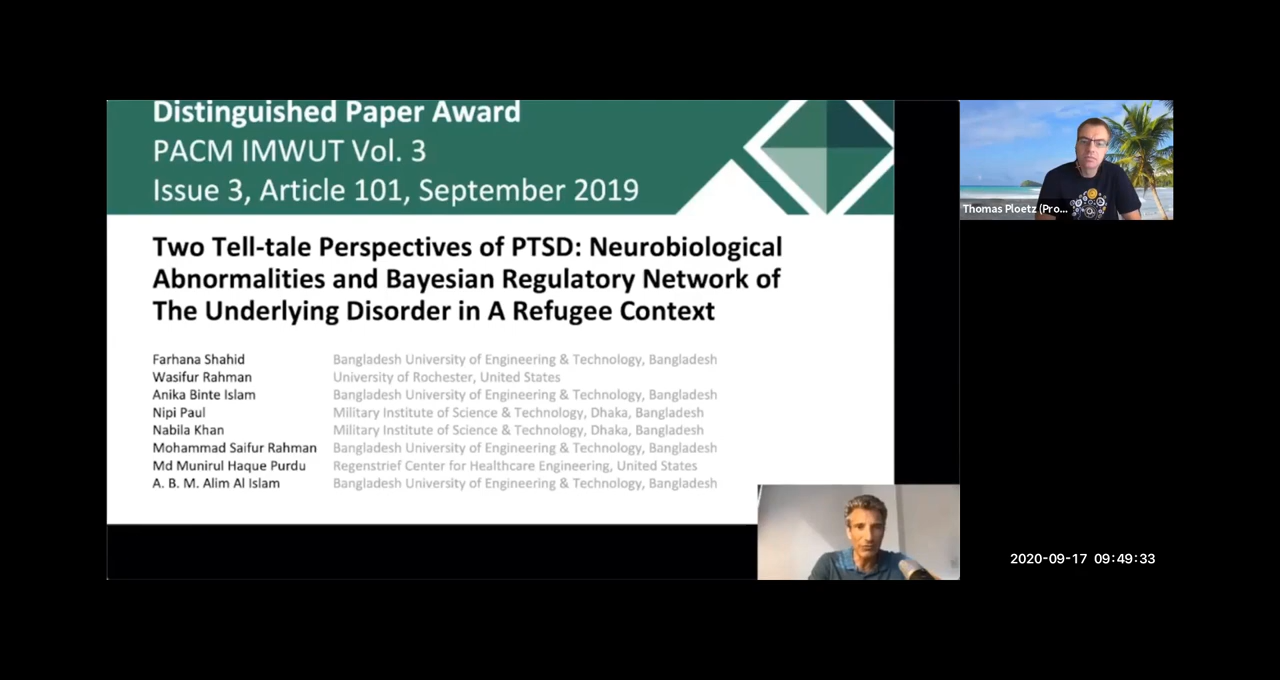 Distinguished Paper Award
PACM IMWUT Vol. 3
Issue 3, Article 101, September 2019
Two Tell-tale Perspectives of PTSD: Neurobiological
Abnormalities and Bayesian Regulatory Network of
The Underlying Disorder in A Refugee Context
Farhana Shahid Bangladesh University of Engineering & Technology, Bangladesh
Wasifur Rahman University of Rochester, United States
Anika Binte Islam Bangladesh University of Engineering & Technology, Bangladesh
Nipi Paul Military Institute of Science & Technology, Dhaka, Bangladesh
Nabila Khan Military Institute of Science & Technology, Dhaka, Bangladesh
Mohammad Saifur Rahman Bangladesh University of Engineering & Technology, Bangladesh
Md Munirul Haque Purdu Regenstrief Center for Healthcare Engineering, United States
A. B. M. Alim Al Islam Bangladesh University of Engineering & Technology, Bangladesh
Thomas Ploetz (Pro...
2020-09-17 09:49:33